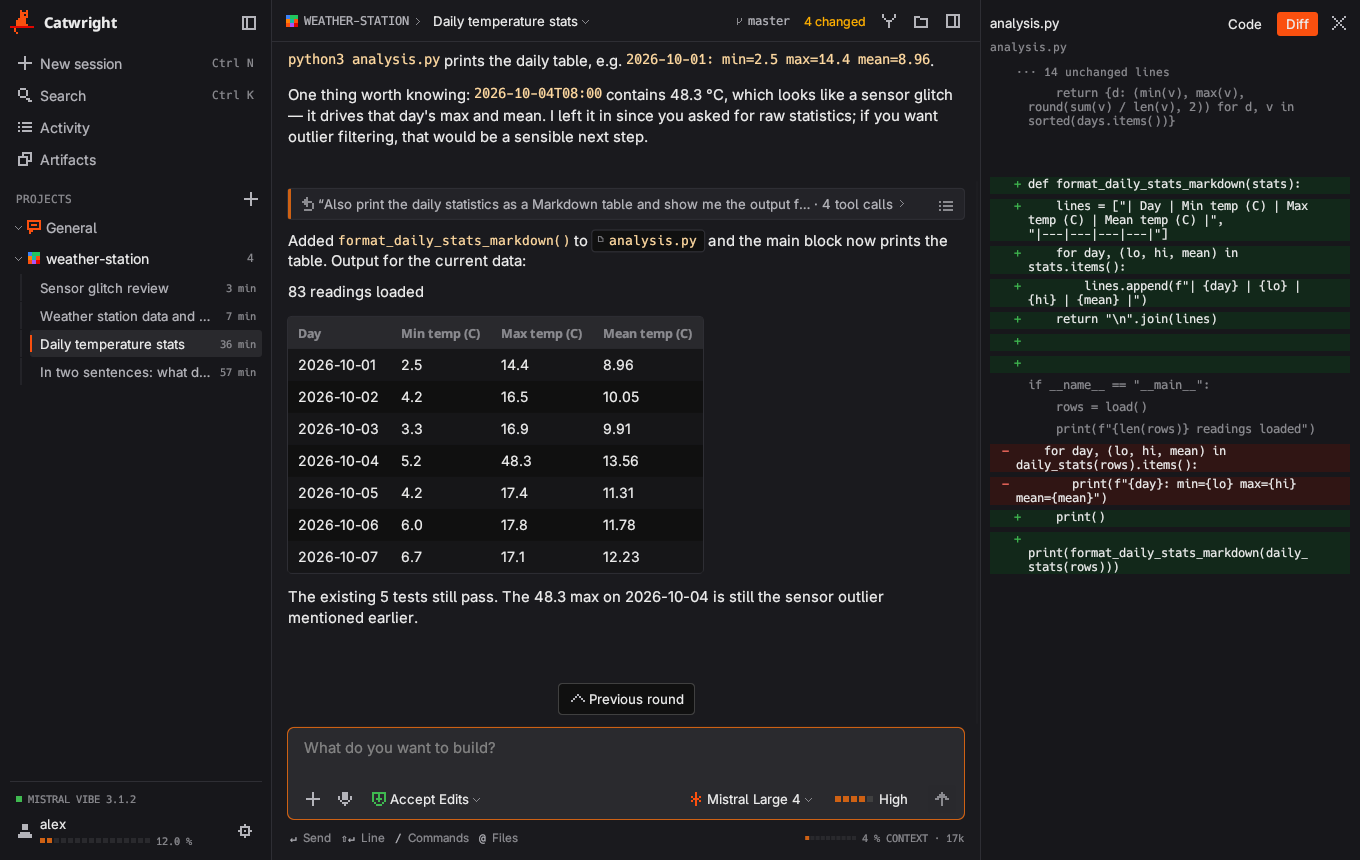 Catwright
New session Ctrl N
Search Ctrl K
Activity
Artifacts
PROJECTS
General
weather-station 4
Sensor glitch review 3 min
Weather station data and ... 7 min
Daily temperature stats 36 min
In two sentences: what d... 57 min
MISTRAL VIBE 3.1.2
alex
12.0 %
WEATHER-STATION > Daily temperature stats
master 4 changed
python3 analysis.py prints the daily table, e.g. 2026-10-01: min=2.5 max=14.4 mean=8.96.
One thing worth knowing: 2026-10-04T08:00 contains 48.3 °C, which looks like a sensor glitch
— it drives that day's max and mean. I left it in since you asked for raw statistics; if you want
outlier filtering, that would be a sensible next step.
“Also print the daily statistics as a Markdown table and show me the output f... · 4 tool calls >
Added format_daily_stats_markdown() to analysis.py and the main block now prints the
table. Output for the current data:
83 readings loaded
Day Min temp (C) Max temp (C) Mean temp (C)
2026-10-01 2.5 14.4 8.96
2026-10-02 4.2 16.5 10.05
2026-10-03 3.3 16.9 9.91
2026-10-04 5.2 48.3 13.56
2026-10-05 4.2 17.4 11.31
2026-10-06 6.0 17.8 11.78
2026-10-07 6.7 17.1 12.23
The existing 5 tests still pass. The 48.3 max on 2026-10-04 is still the sensor outlier
mentioned earlier.
Previous round
What do you want to build?
Accept Edits
Mistral Large 4
High
Send Line / Commands @ Files
4 % CONTEXT · 17k
analysis.py
Code Diff
analysis.py
··· 14 unchanged lines
return {d: (min(v), max(v),
round(sum(v) / len(v), 2)) for d, v in
sorted(days.items())}
+ def format_daily_stats_markdown(stats):
+ lines = ["| Day | Min temp (C) | Max
temp (C) | Mean temp (C) |",
"|---|---|---|---|"]
+ for day, (lo, hi, mean) in
stats.items():
+ lines.append(f"| {day} | {lo} |
{hi} | {mean} |")
+ return "\n".join(lines)
+
+
if __name__ == "__main__":
rows = load()
print(f"{len(rows)} readings loaded")
− for day, (lo, hi, mean) in
daily_stats(rows).items():
− print(f"{day}: min={lo} max={hi}
mean={mean}")
+ print()
+
print(format_daily_stats_markdown(daily_
stats(rows)))